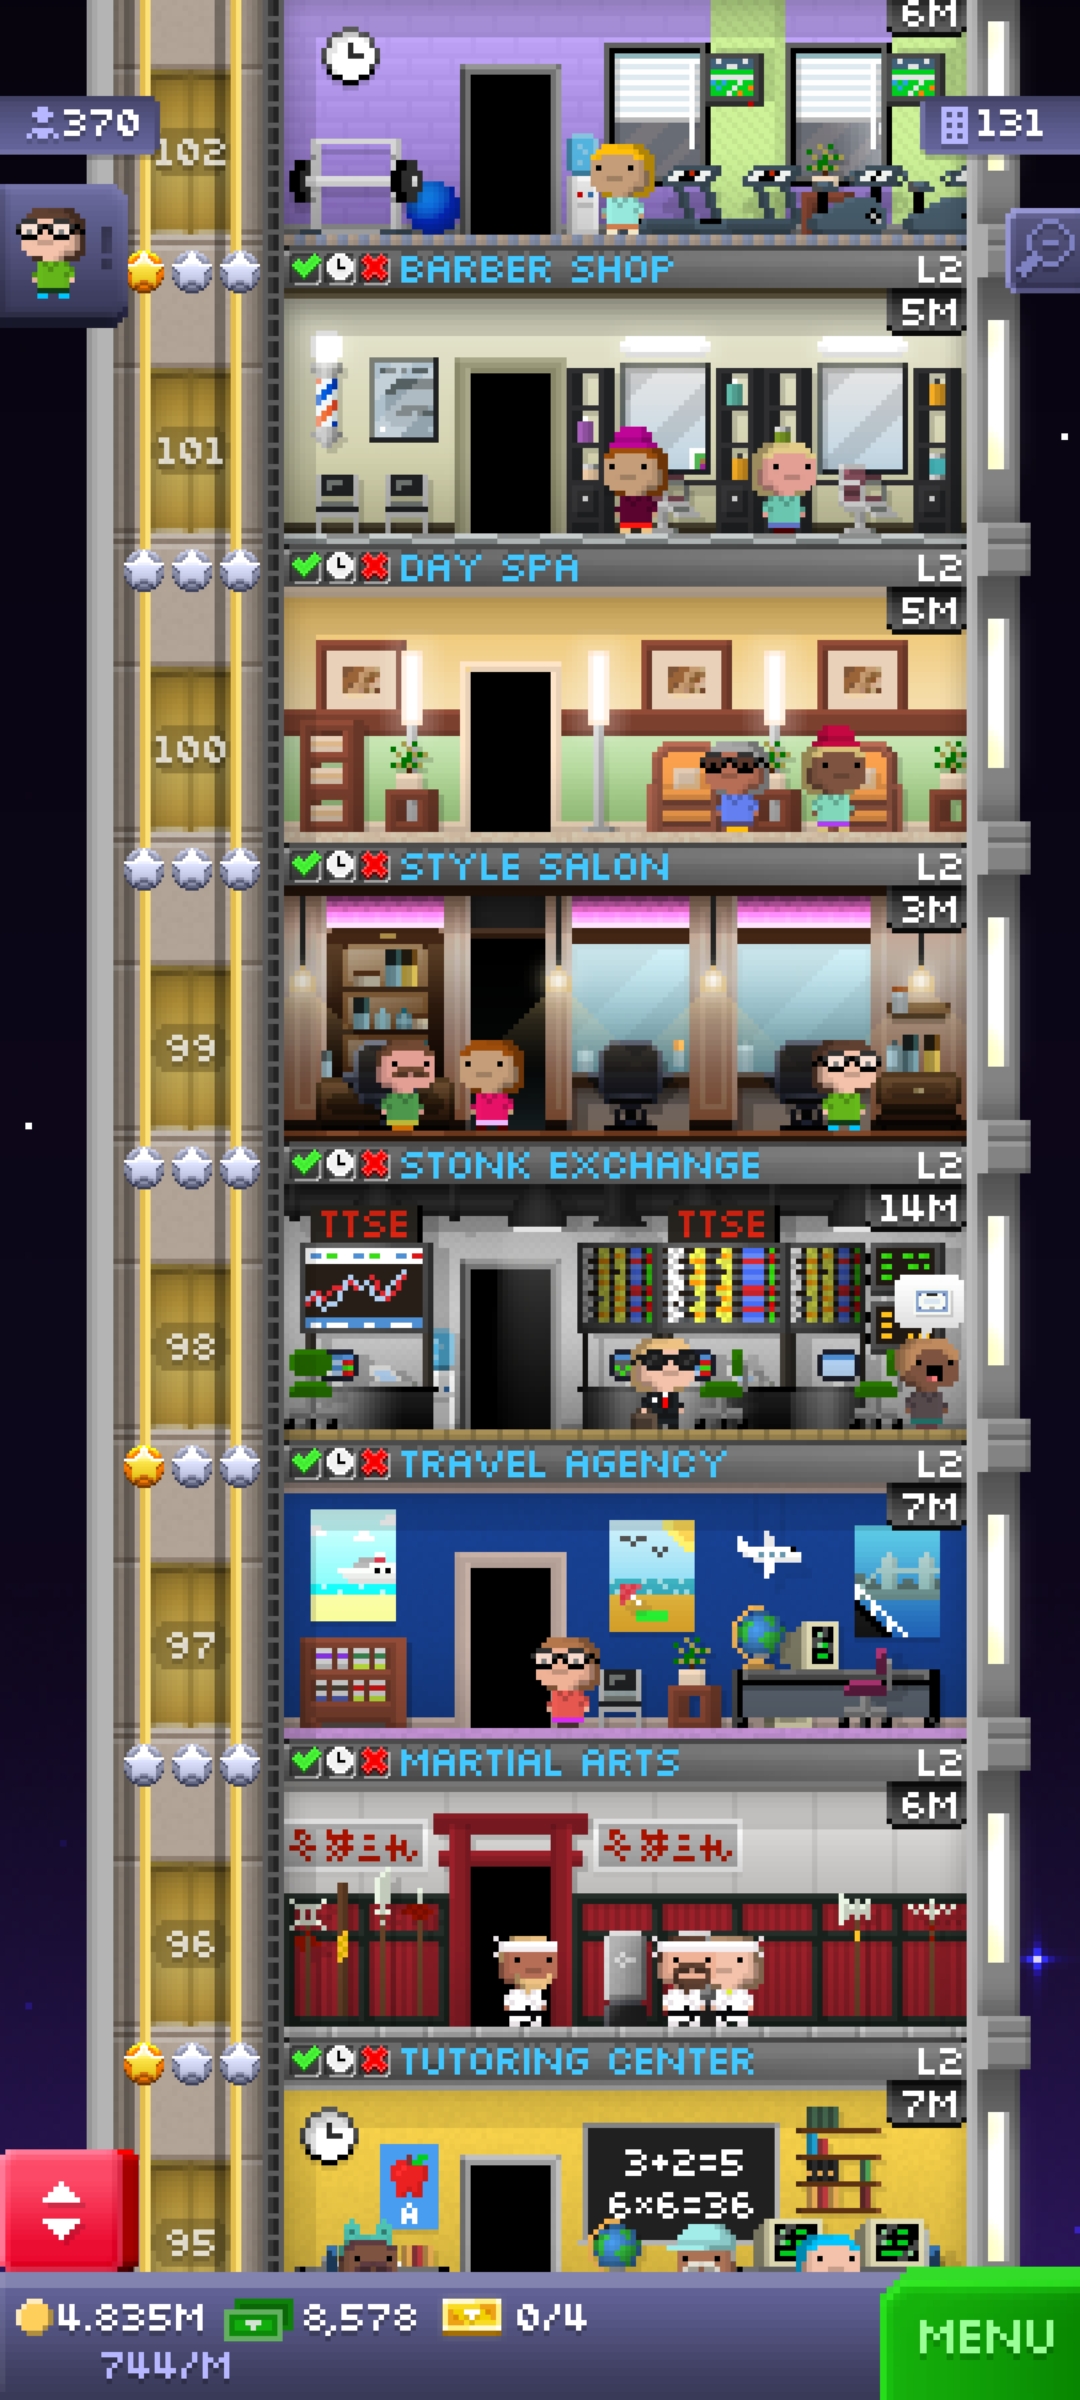 6M
370
131
102
BARBER SHOP L2
5M
101
DAY SPA L2
5M
100
STYLE SALON L2
3M
99
STONK EXCHANGE L2
14M
TTSE TTSE
98
TRAVEL AGENCY L2
7M
97
MARTIAL ARTS L2
6M
96
TUTORING CENTER L2
7M
3+2=5
6x6=36
A
95
4.835M 8,578 0/4
744/M
MENU